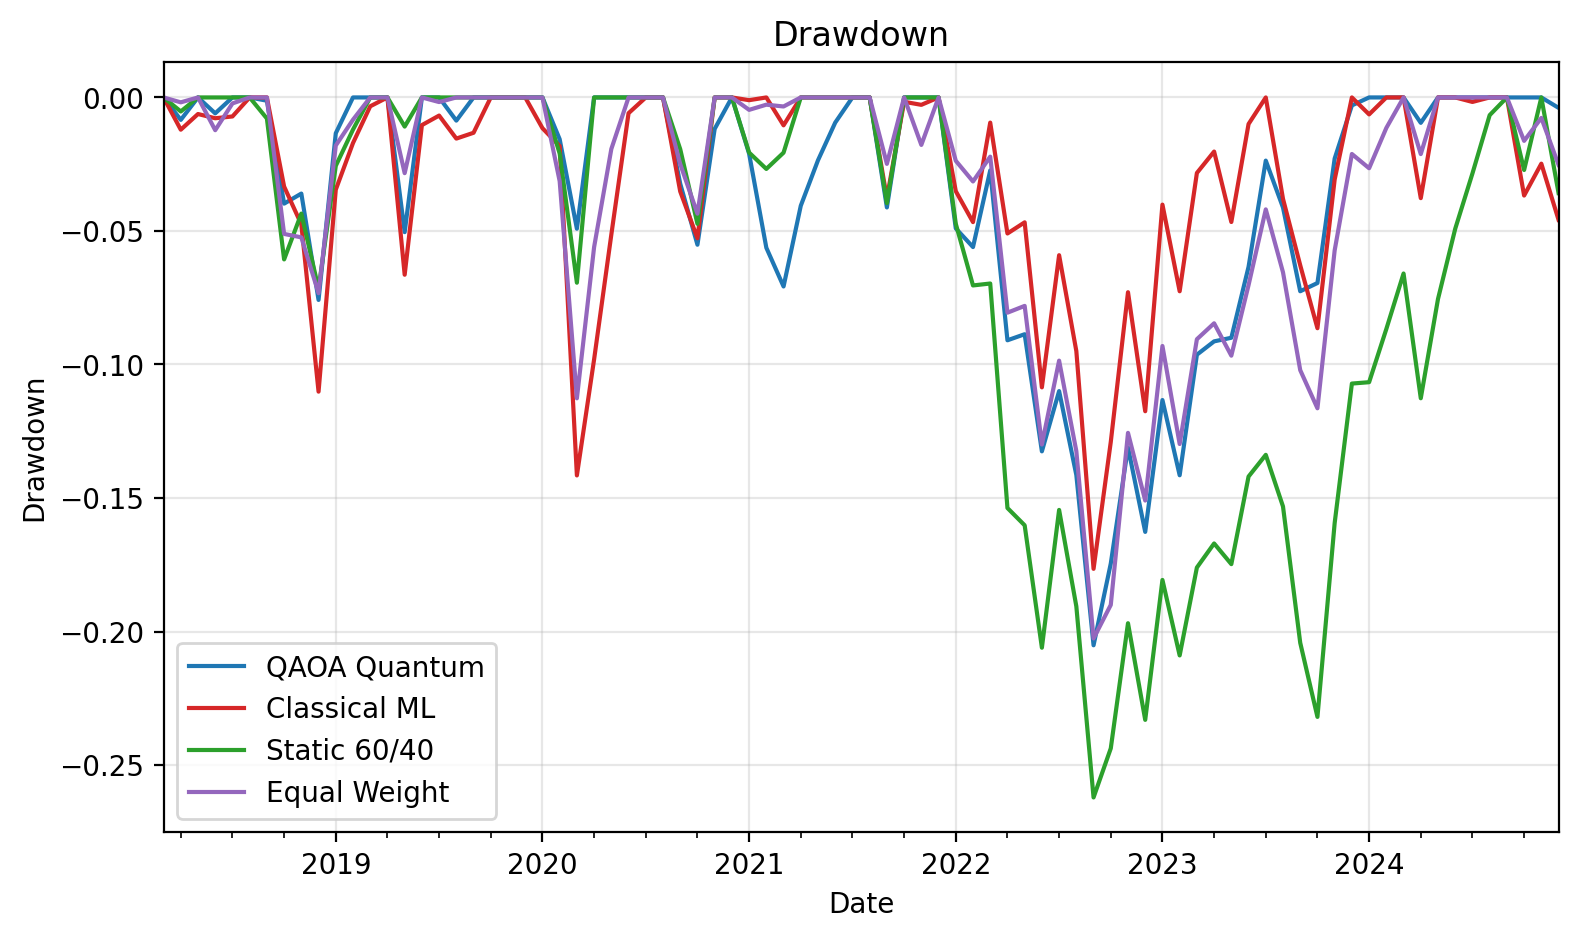 Drawdown
0.00
−0.05
−0.10
−0.15
−0.20
−0.25
Drawdown
QAOA Quantum
Classical ML
Static 60/40
Equal Weight
2019
2020
2021
2022
2023
2024
Date